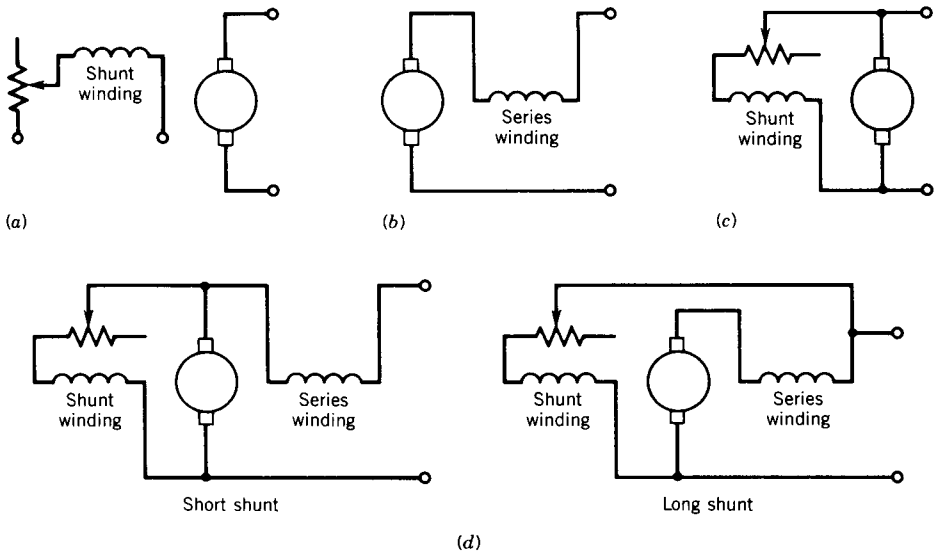 Shunt
winding
Series
winding
Shunt
winding
(a)
(b)
(c)
Shunt
winding
Series
winding
Shunt
winding
Series
winding
Short shunt
Long shunt
(d)